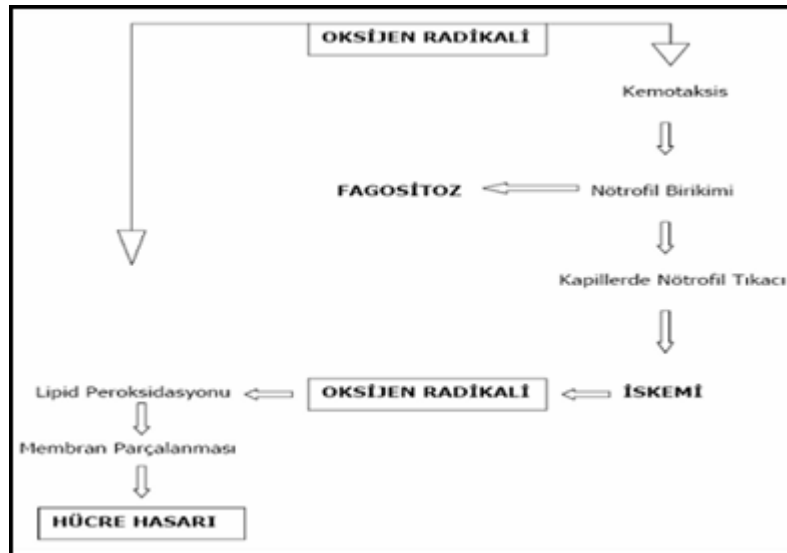 OKSİJEN RADİKALİ
Kemotaksis
FAGOSİTOZ
Nötrofil Birikimi
Kapillerde Nötrofil Tıkacı
Lipid Peroksidasyonu
OKSİJEN RADİKALİ
İSKEMİ
Membran Parçalanması
HÜCRE HASARI